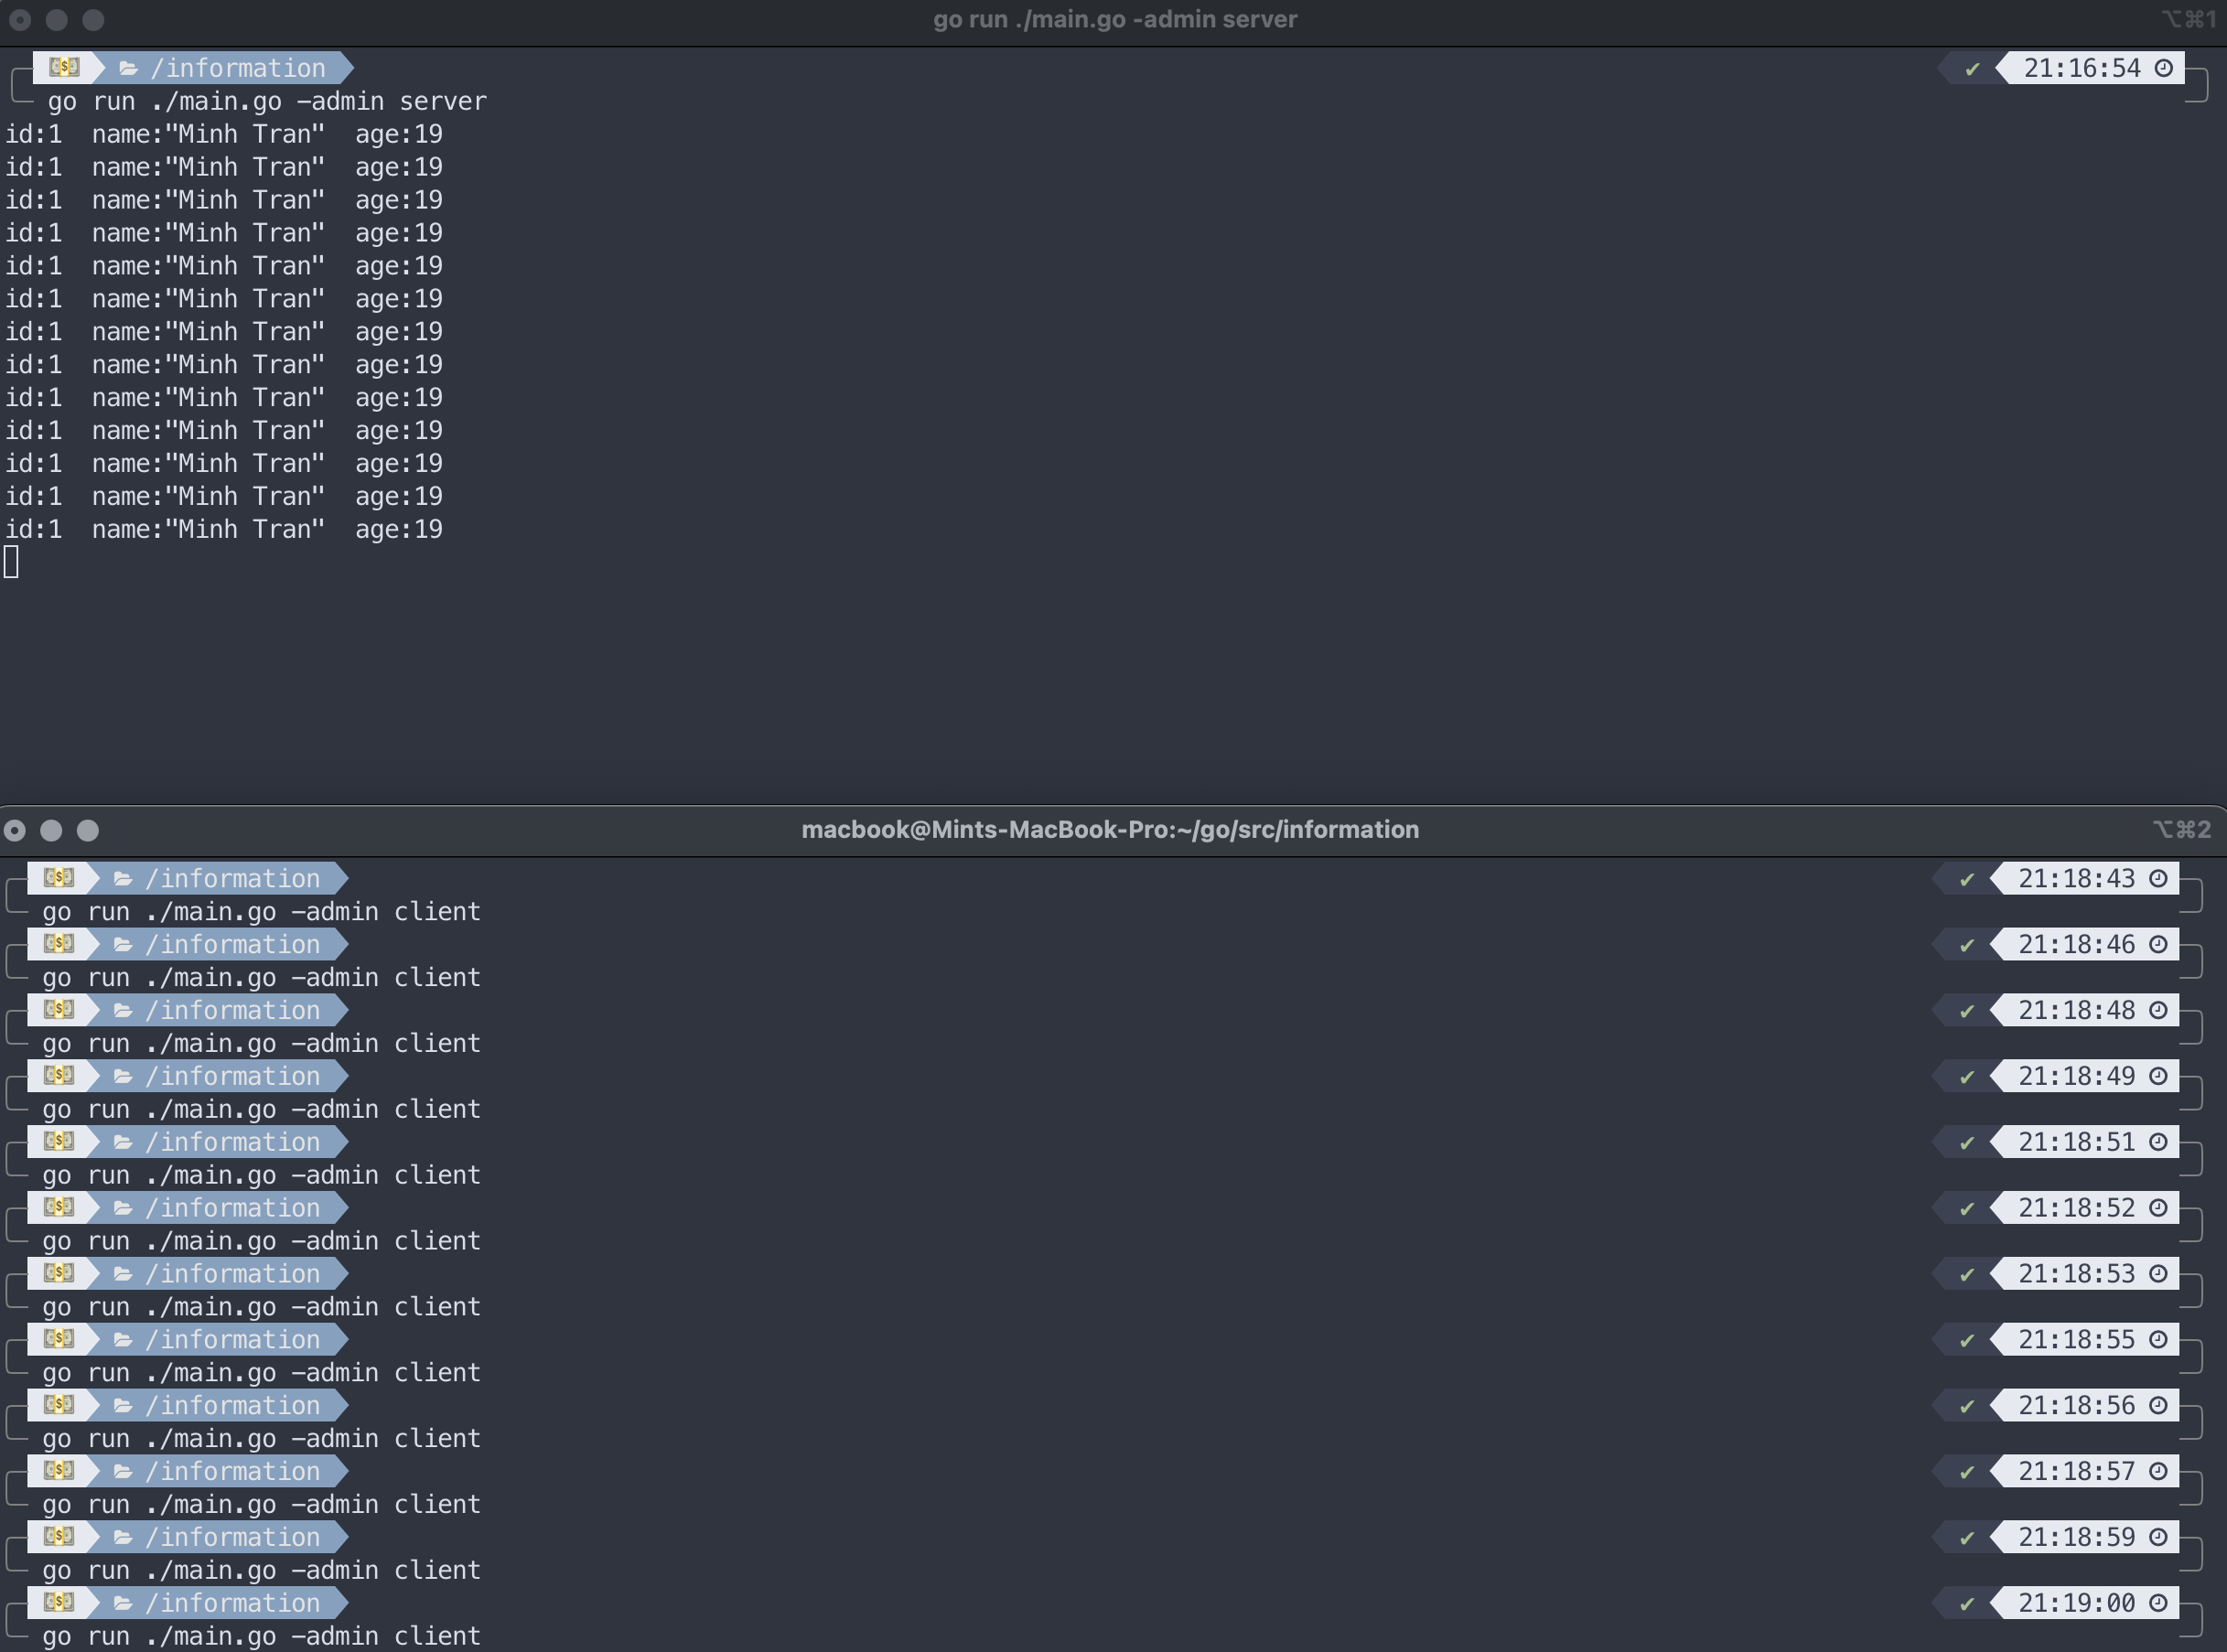 go run ./main.go -admin server ⌥⌘1
/information ✔ 21:16:54
go run ./main.go -admin server
id:1  name:"Minh Tran"  age:19
id:1  name:"Minh Tran"  age:19
id:1  name:"Minh Tran"  age:19
id:1  name:"Minh Tran"  age:19
id:1  name:"Minh Tran"  age:19
id:1  name:"Minh Tran"  age:19
id:1  name:"Minh Tran"  age:19
id:1  name:"Minh Tran"  age:19
id:1  name:"Minh Tran"  age:19
id:1  name:"Minh Tran"  age:19
id:1  name:"Minh Tran"  age:19
id:1  name:"Minh Tran"  age:19
id:1  name:"Minh Tran"  age:19
macbook@Mints-MacBook-Pro:~/go/src/information ⌥⌘2
/information ✔ 21:18:43
go run ./main.go -admin client
/information ✔ 21:18:46
go run ./main.go -admin client
/information ✔ 21:18:48
go run ./main.go -admin client
/information ✔ 21:18:49
go run ./main.go -admin client
/information ✔ 21:18:51
go run ./main.go -admin client
/information ✔ 21:18:52
go run ./main.go -admin client
/information ✔ 21:18:53
go run ./main.go -admin client
/information ✔ 21:18:55
go run ./main.go -admin client
/information ✔ 21:18:56
go run ./main.go -admin client
/information ✔ 21:18:57
go run ./main.go -admin client
/information ✔ 21:18:59
go run ./main.go -admin client
/information ✔ 21:19:00
go run ./main.go -admin client